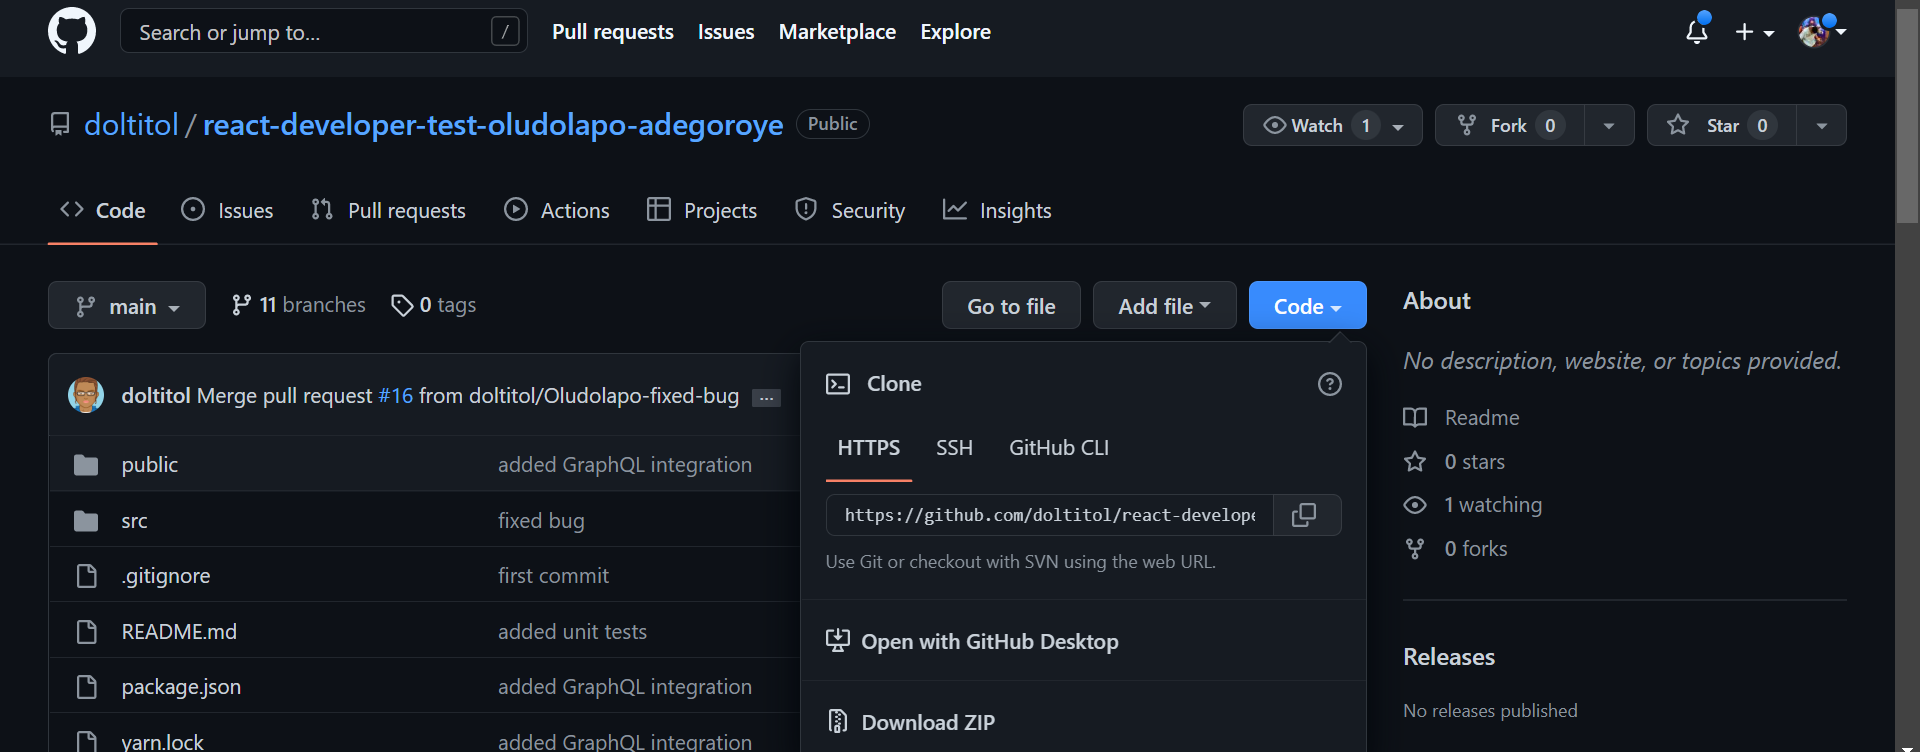 Search or jump to... /
Pull requests Issues Marketplace Explore
doltitol / react-developer-test-oludolapo-adegoroye Public
Watch 1 Fork 0 Star 0
Code Issues Pull requests Actions Projects Security Insights
main 11 branches 0 tags
Go to file Add file Code
doltitol Merge pull request #16 from doltitol/Oludolapo-fixed-bug ...
public added GraphQL integration
src fixed bug
.gitignore first commit
README.md added unit tests
package.json added GraphQL integration
yarn.lock added GraphQL integration
Clone
HTTPS SSH GitHub CLI
https://github.com/doltitol/react-develope
Use Git or checkout with SVN using the web URL.
Open with GitHub Desktop
Download ZIP
About
No description, website, or topics provided.
Readme
0 stars
1 watching
0 forks
Releases
No releases published